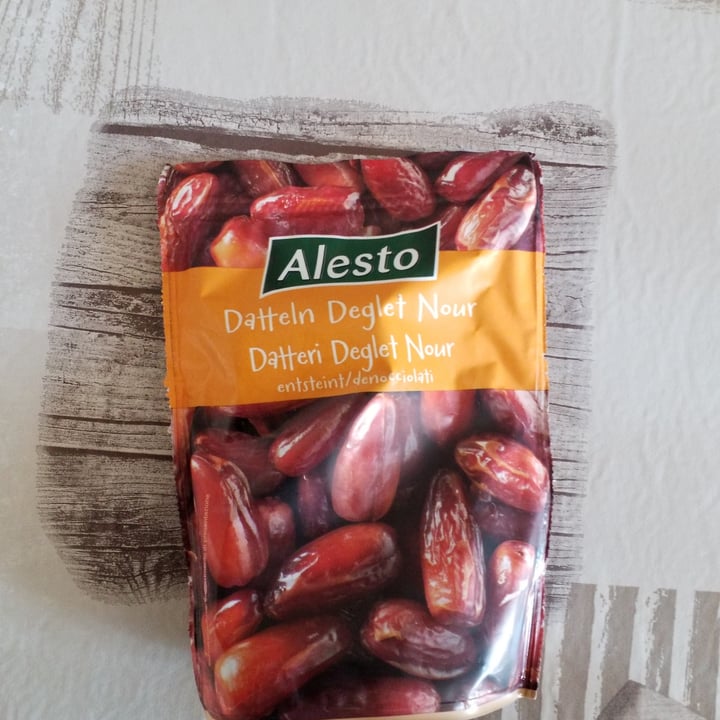 Alesto
Datteln Deglet Nour
Datteri Deglet Nour
entsteint/denocciolati